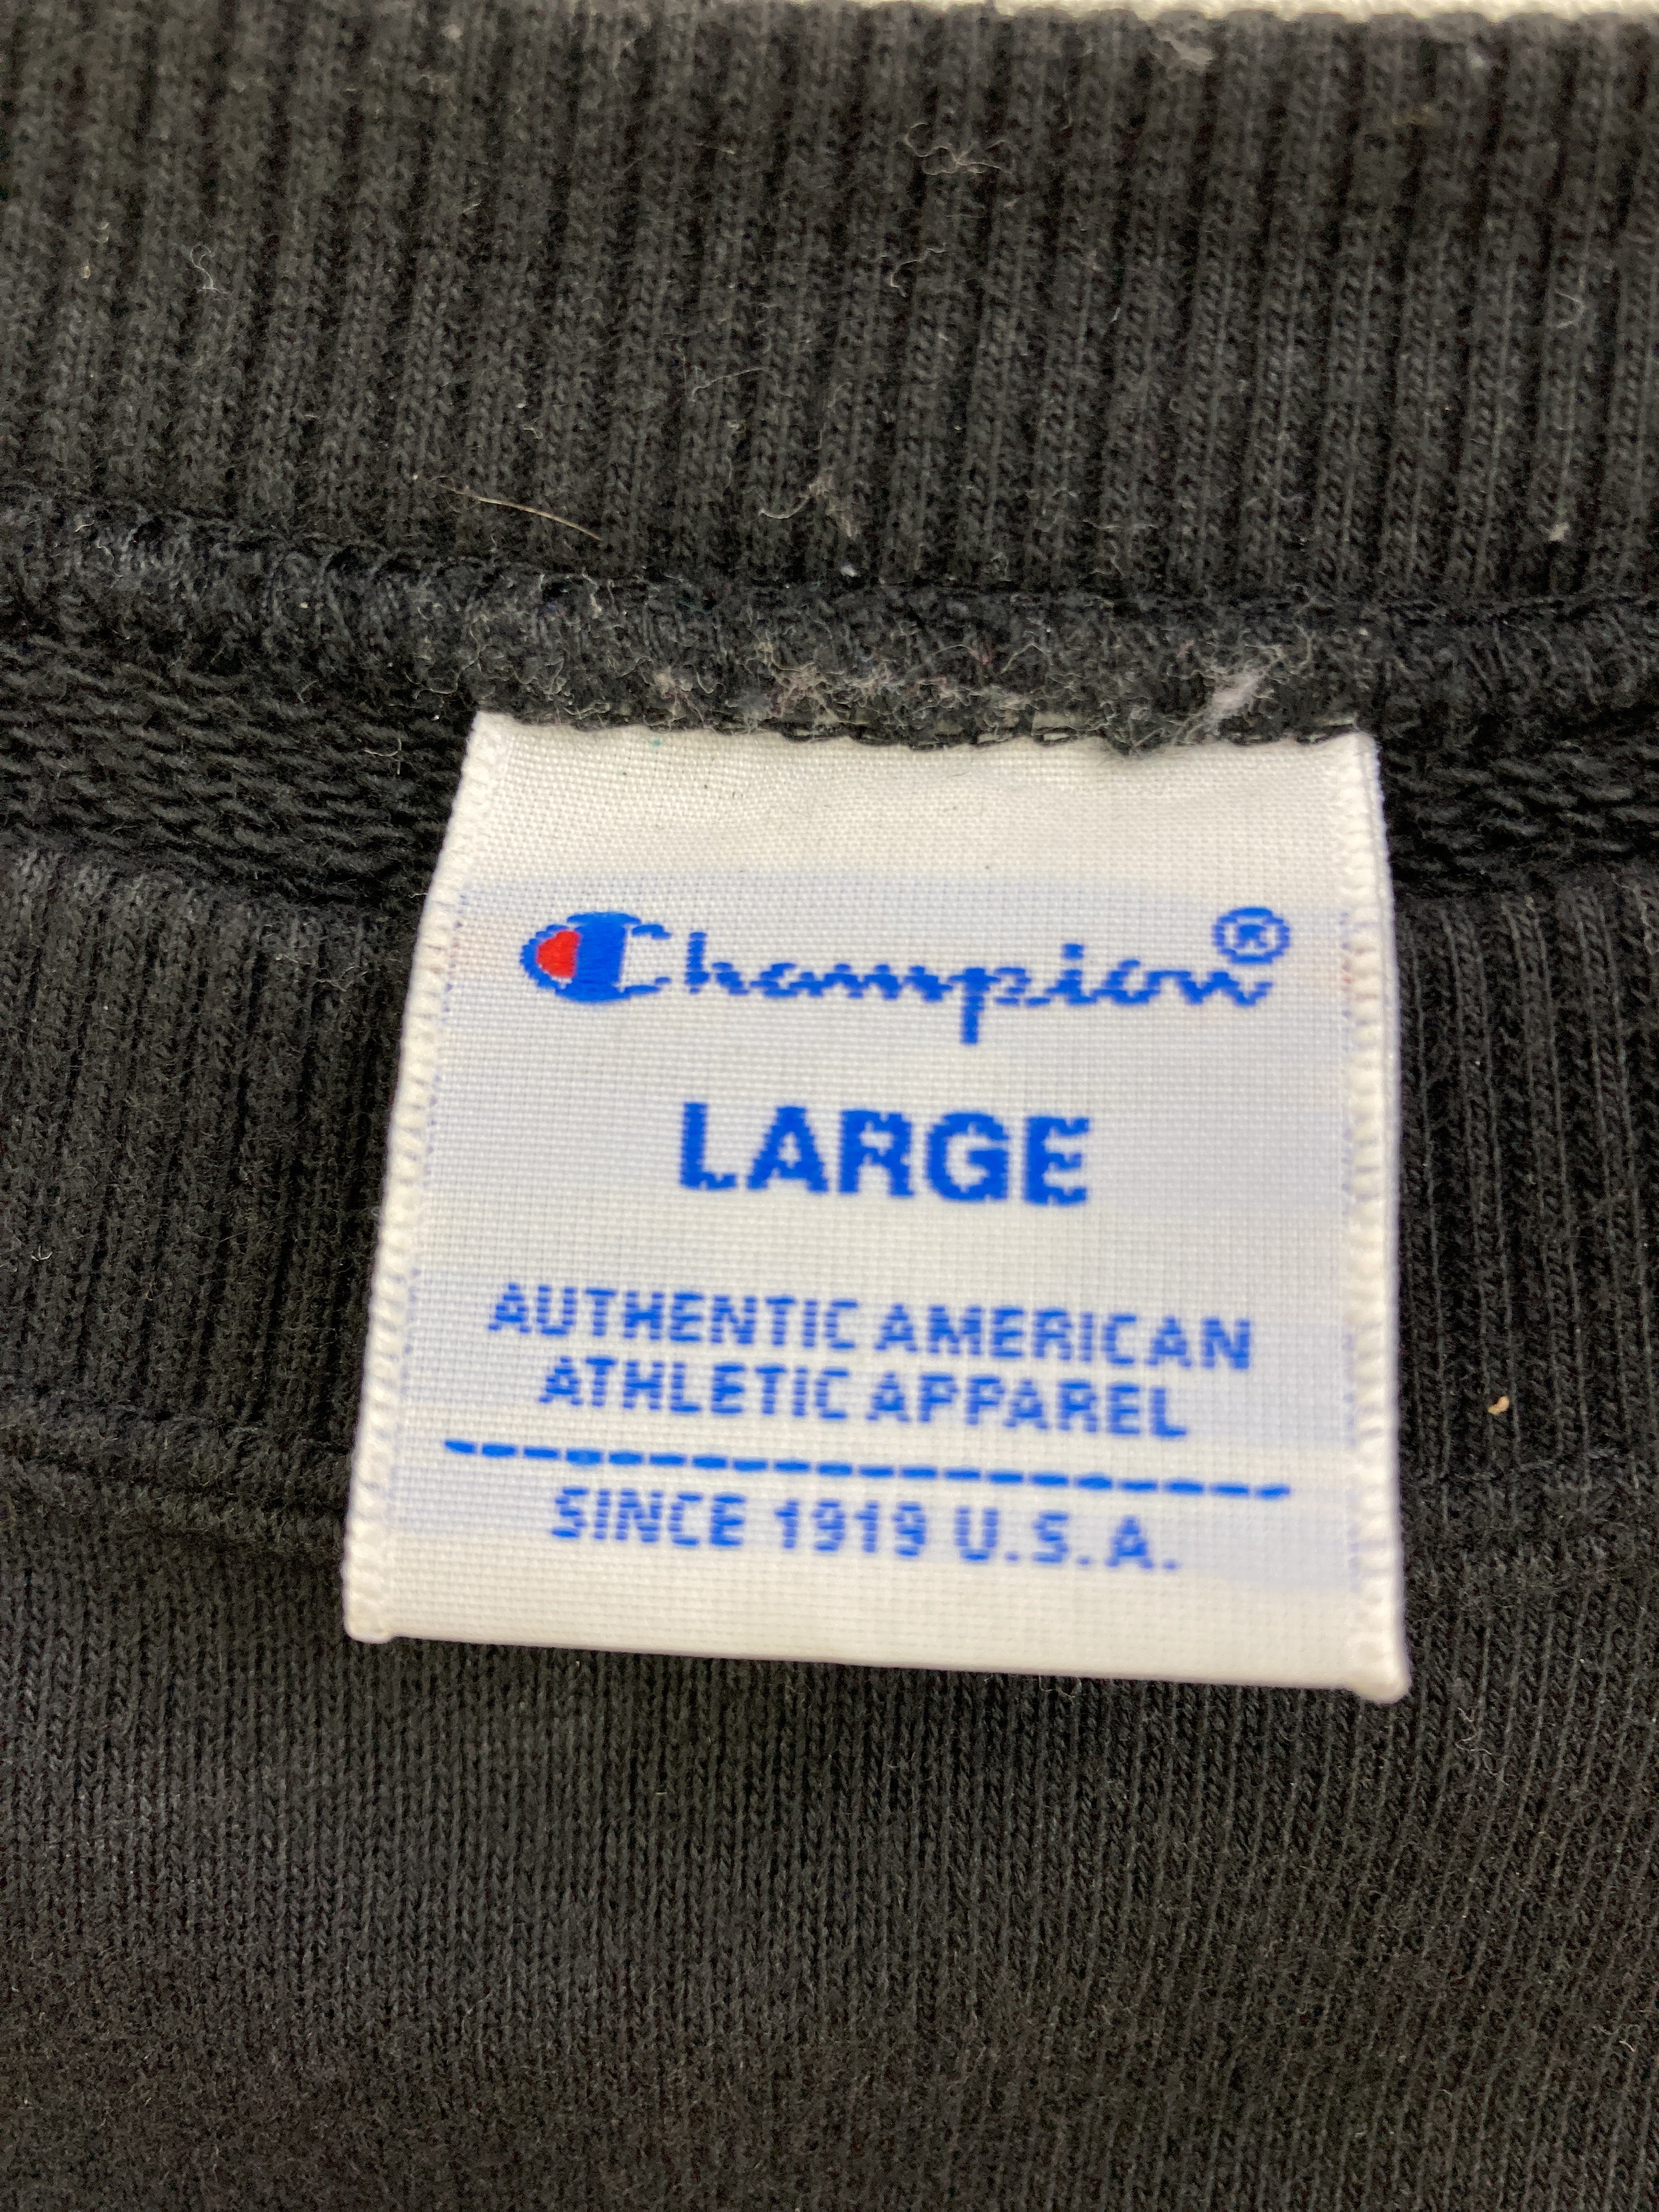 Champion®
LARGE
AUTHENTIC AMERICAN
ATHLETIC APPAREL
SINCE 1919 U.S.A.